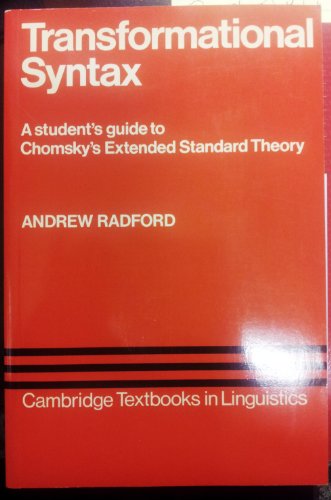 Transformational
Syntax
A student's guide to
Chomsky's Extended Standard Theory
ANDREW RADFORD
Cambridge Textbooks in Linguistics